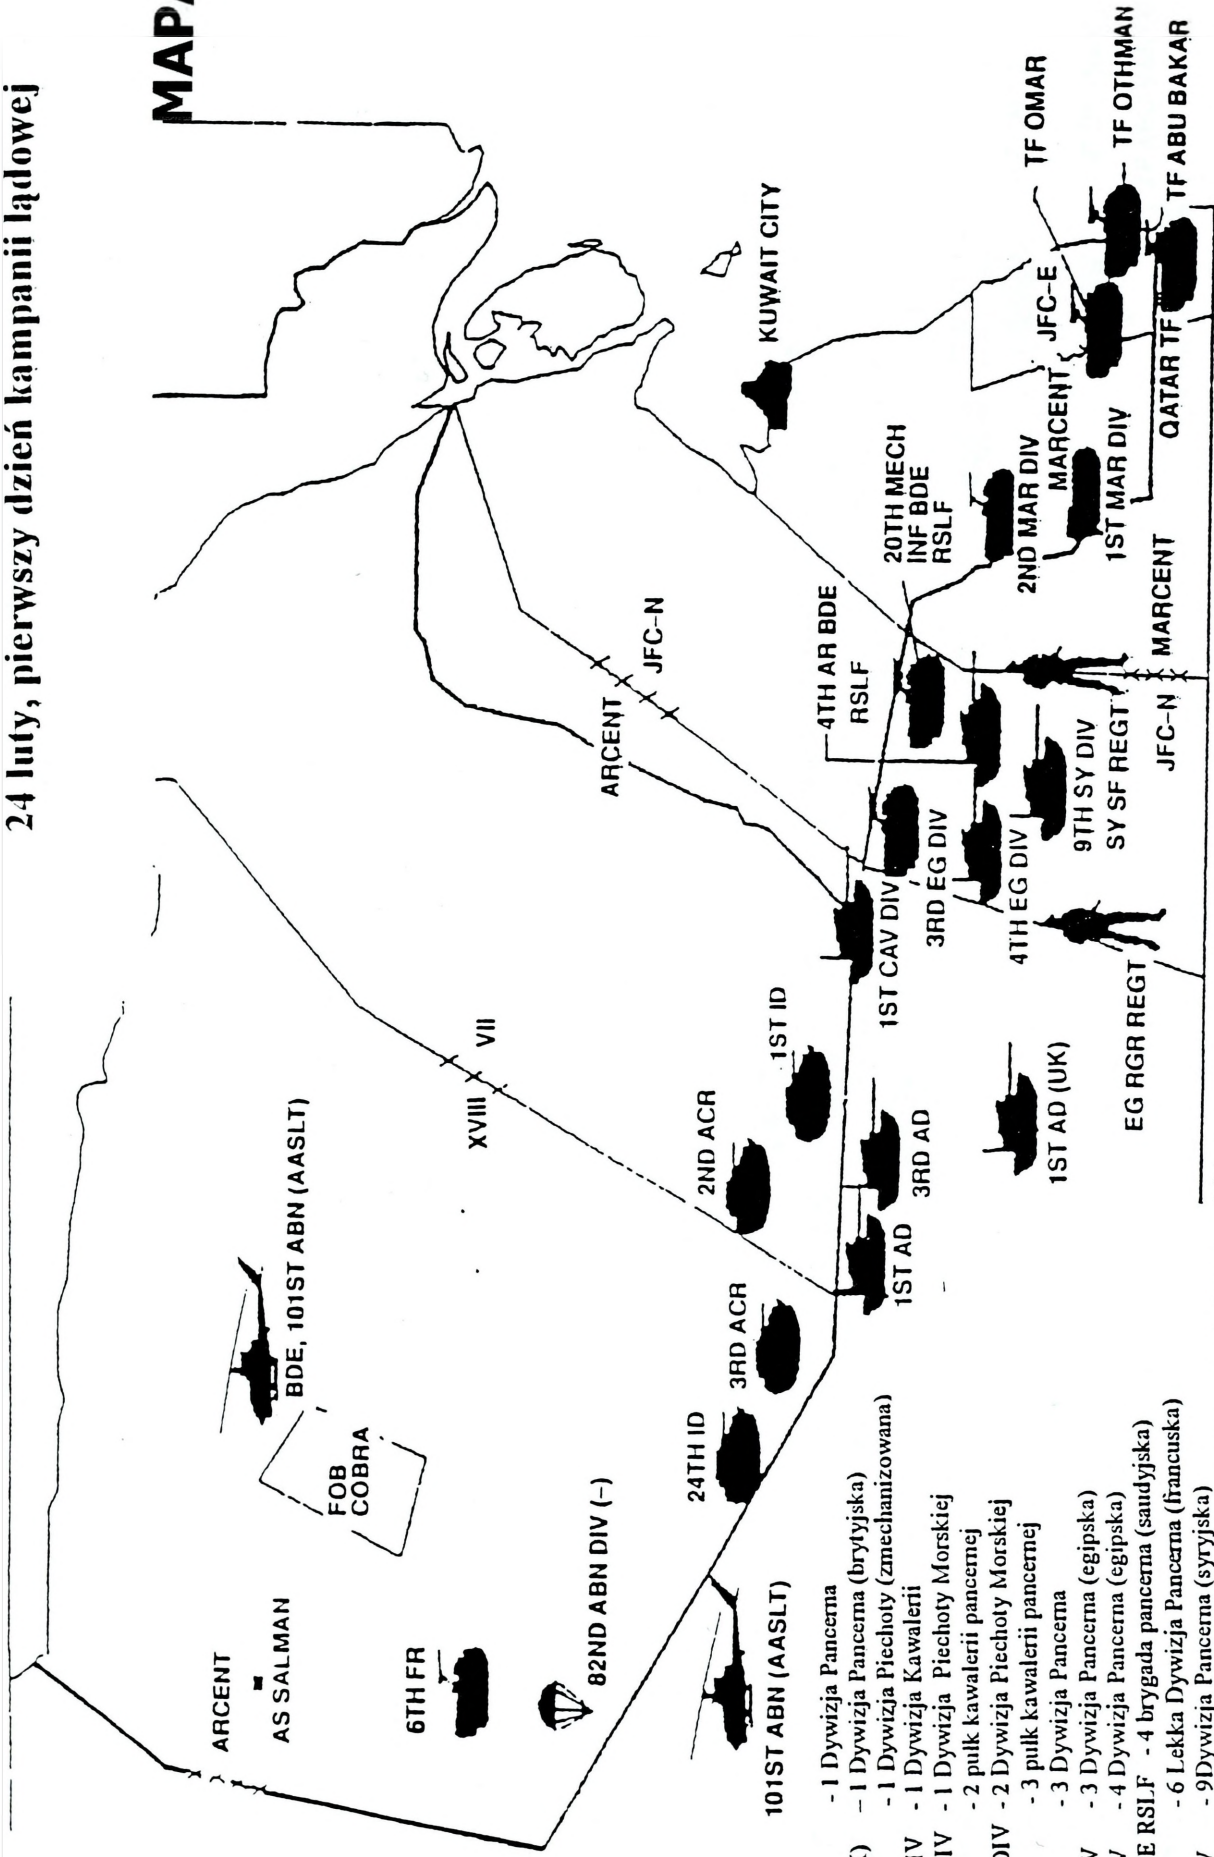 24 luty, pierwszy dzień kampanii lądowej
MAPA
ARCENT
AS SALMAN
BDE, 101ST ABN (AASLT)
FOB
COBRA
6TH FR
82ND ABN DIV (-)
101ST ABN (AASLT)
24TH ID
3RD ACR
XVIII
VII
2ND ACR
1ST ID
1ST AD
3RD AD
1ST AD (UK)
ARCENT
JFC-N
1ST CAV DIV
3RD EG DIV
4TH EG DIV
EG RGR REGT
4TH AR BDE
RSLF
20TH MECH
INF BDE
RSLF
9TH SY DIV
SY SF REGT
JFC-N
MARCENT
KUWAIT CITY
2ND MAR DIV
MARCENT
1ST MAR DIV
JFC-E
QATAR TF
TF OMAR
TF OTHMAN
TF ABU BAKAR
- 1 Dywizja Pancerna
- 1 Dywizja Pancerna (brytyjska)
- 1 Dywizja Piechoty (zmechanizowana)
IV - 1 Dywizja Kawalerii
IV - 1 Dywizja Piechoty Morskiej
- 2 pułk kawalerii pancernej
DIV - 2 Dywizja Piechoty Morskiej
- 3 pułk kawalerii pancernej
- 3 Dywizja Pancerna
- 3 Dywizja Pancerna (egipska)
- 4 Dywizja Pancerna (egipska)
E RSLF - 4 brygada pancerna (saudyjska)
- 6 Lekka Dywizja Pancerna (francuska)
- 9Dywizja Pancerna (syryjska)